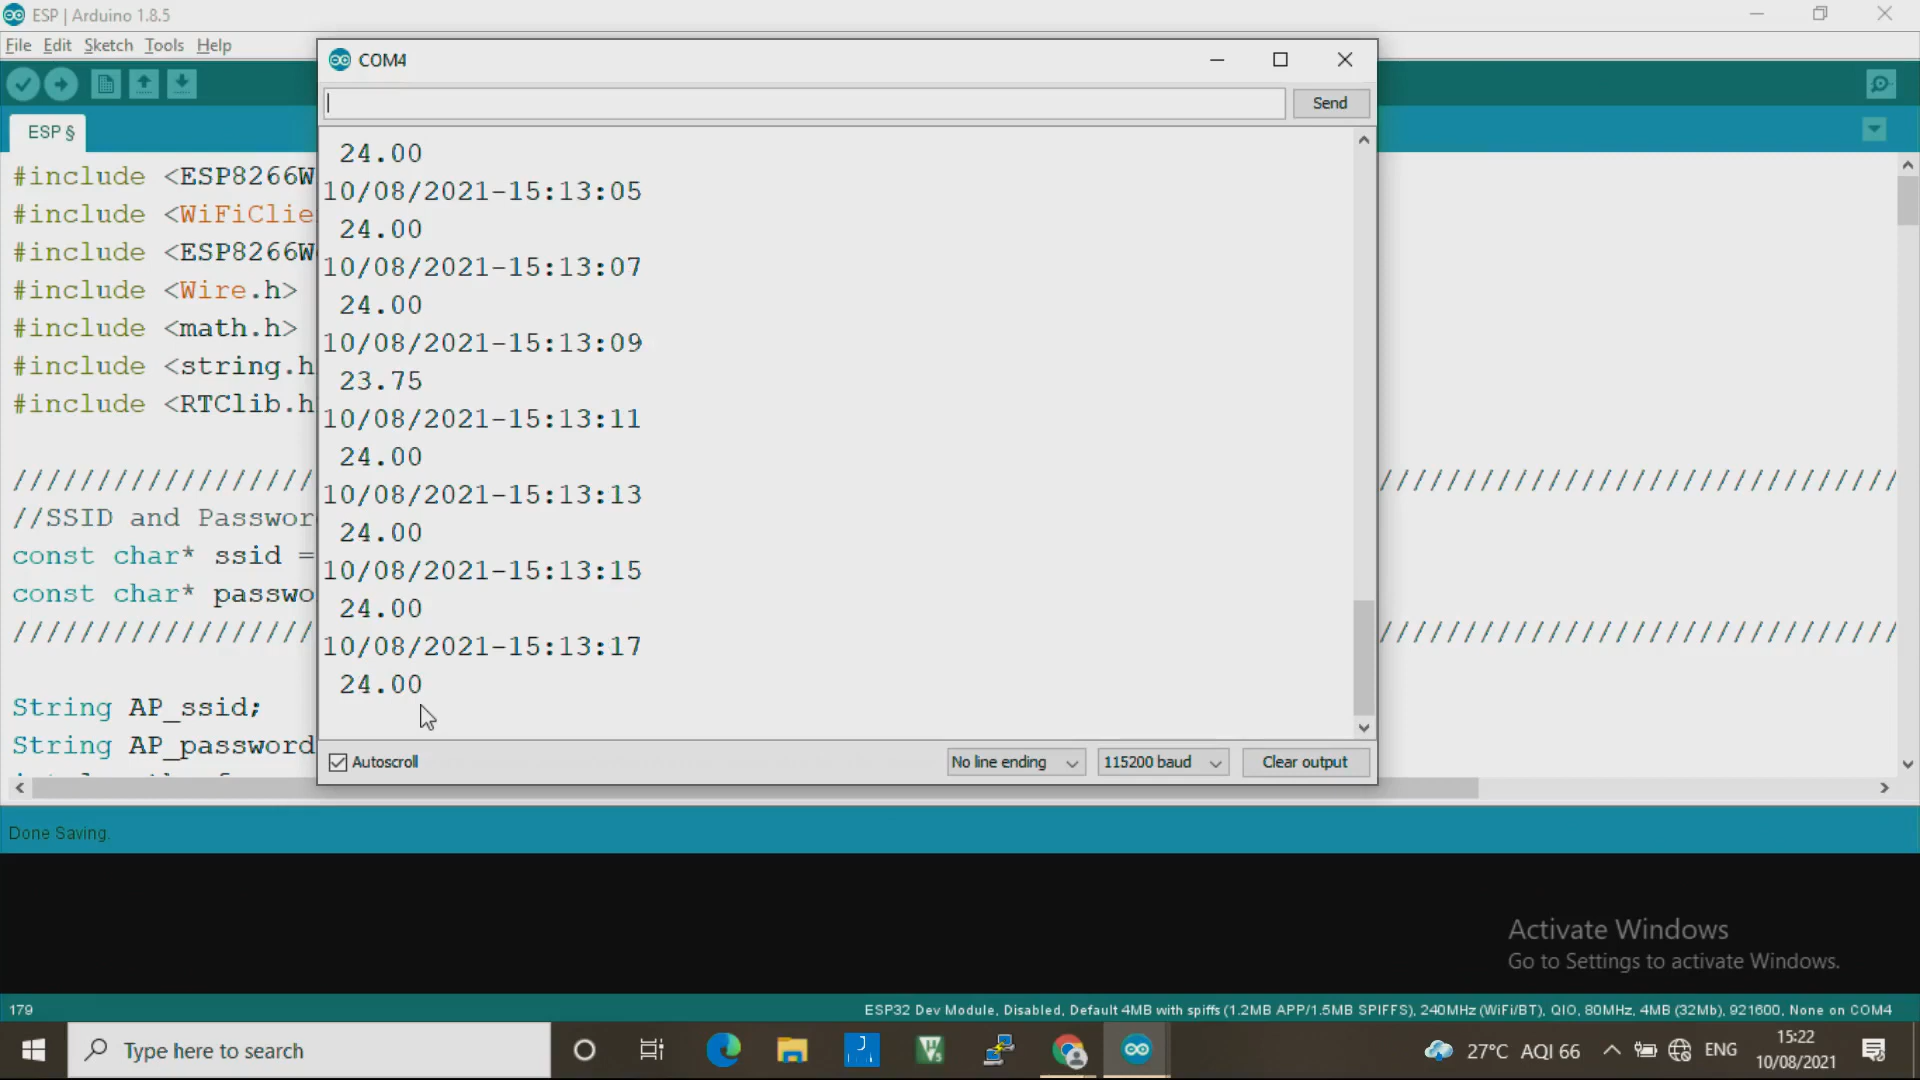 ESP | Arduino 1.8.5
File Edit Sketch Tools Help
COM4
Send
ESP §
#include <ESP8266W
#include <WiFiClie
#include <ESP8266W
#include <Wire.h>
#include <math.h>
#include <string.h
#include <RTClib.h
////////////////// ///////////////////////////////
//SSID and Passwor
const char* ssid =
const char* passwo
////////////////// ///////////////////////////////
String AP_ssid;
String AP_password
24.00
10/08/2021-15:13:05
24.00
10/08/2021-15:13:07
24.00
10/08/2021-15:13:09
23.75
10/08/2021-15:13:11
24.00
10/08/2021-15:13:13
24.00
10/08/2021-15:13:15
24.00
10/08/2021-15:13:17
24.00
Autoscroll No line ending 115200 baud Clear output
Done Saving.
Activate Windows
Go to Settings to activate Windows.
179 ESP32 Dev Module, Disabled, Default 4MB with spiffs (1.2MB APP/1.5MB SPIFFS), 240MHz (WiFi/BT), QIO, 80MHz, 4MB (32Mb), 921600, None on COM4
Type here to search
27°C AQI 66 ENG
15:22
10/08/2021